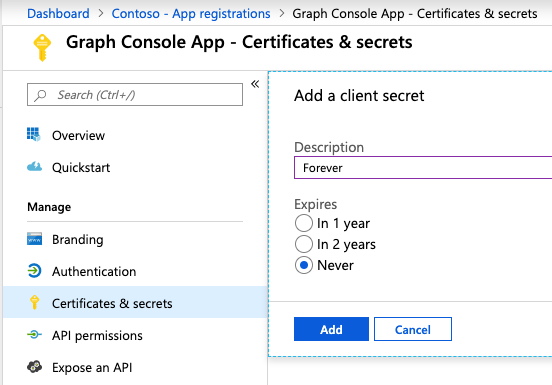 Dashboard > Contoso - App registrations > Graph Console App - Certificates & secrets
Graph Console App - Certificates & secrets
Search (Ctrl+/)
«
Overview
Quickstart
Manage
Branding
Authentication
Certificates & secrets
API permissions
Expose an API
Add a client secret
Description
Forever
Expires
In 1 year
In 2 years
Never
Add
Cancel